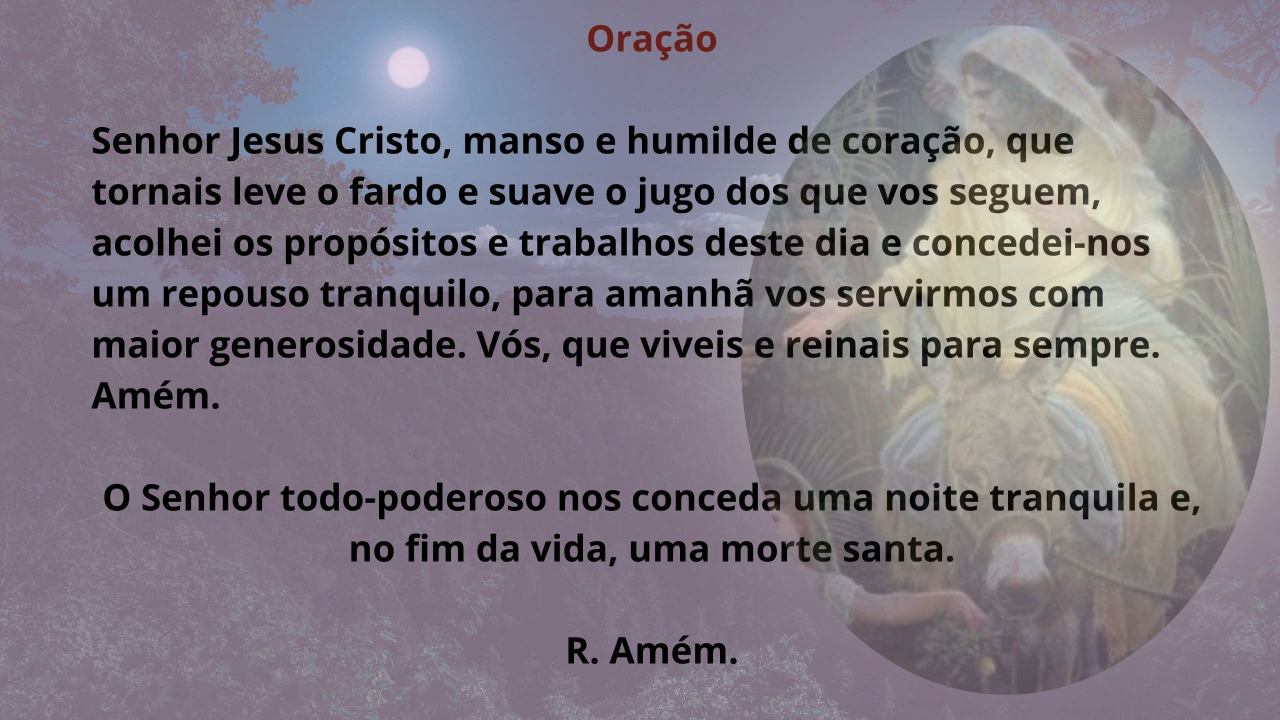 Oração
Senhor Jesus Cristo, manso e humilde de coração, que
tornais leve o fardo e suave o jugo dos que vos seguem,
acolhei os propósitos e trabalhos deste dia e concedei-nos
um repouso tranquilo, para amanhã vos servirmos com
maior generosidade. Vós, que viveis e reinais para sempre.
Amém.
O Senhor todo-poderoso nos conceda uma noite tranquila e,
no fim da vida, uma morte santa.
R. Amém.